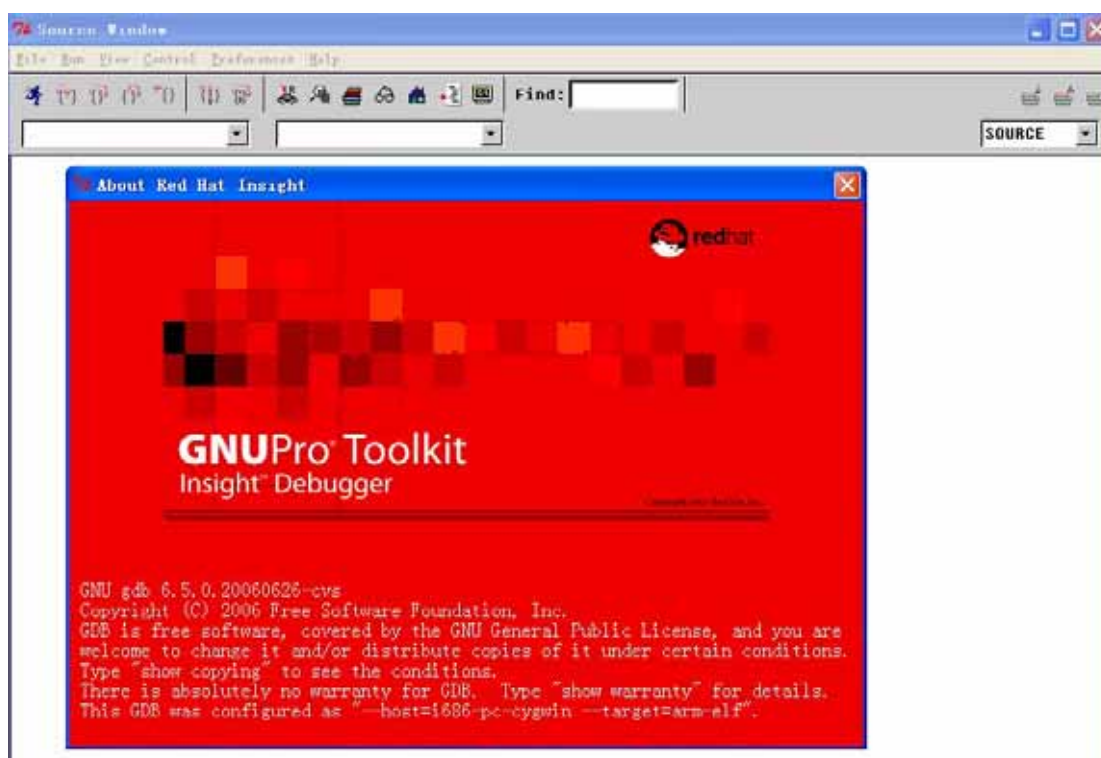 Source Window
File Run View Control Preferences Help
Find:
SOURCE
About Red Hat Insight
redhat
GNUPro Toolkit
Insight™ Debugger
GNU gdb 6.5.0.20060626-cvs
Copyright (C) 2006 Free Software Foundation, Inc.
GDB is free software, covered by the GNU General Public License, and you are
welcome to change it and/or distribute copies of it under certain conditions.
Type "show copying" to see the conditions.
There is absolutely no warranty for GDB.  Type "show warranty" for details.
This GDB was configured as "--host=i686-pc-cygwin --target=arm-elf".